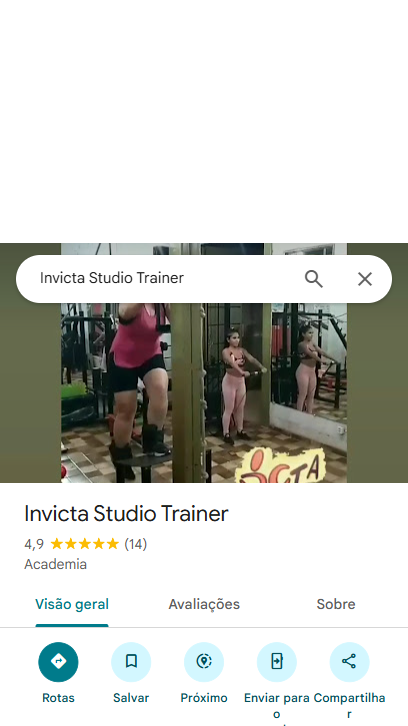 Invicta Studio Trainer
Invicta Studio Trainer
4,9 (14)
Academia
Visão geral Avaliações Sobre
Rotas Salvar Próximo Enviar para Compartilha
o r